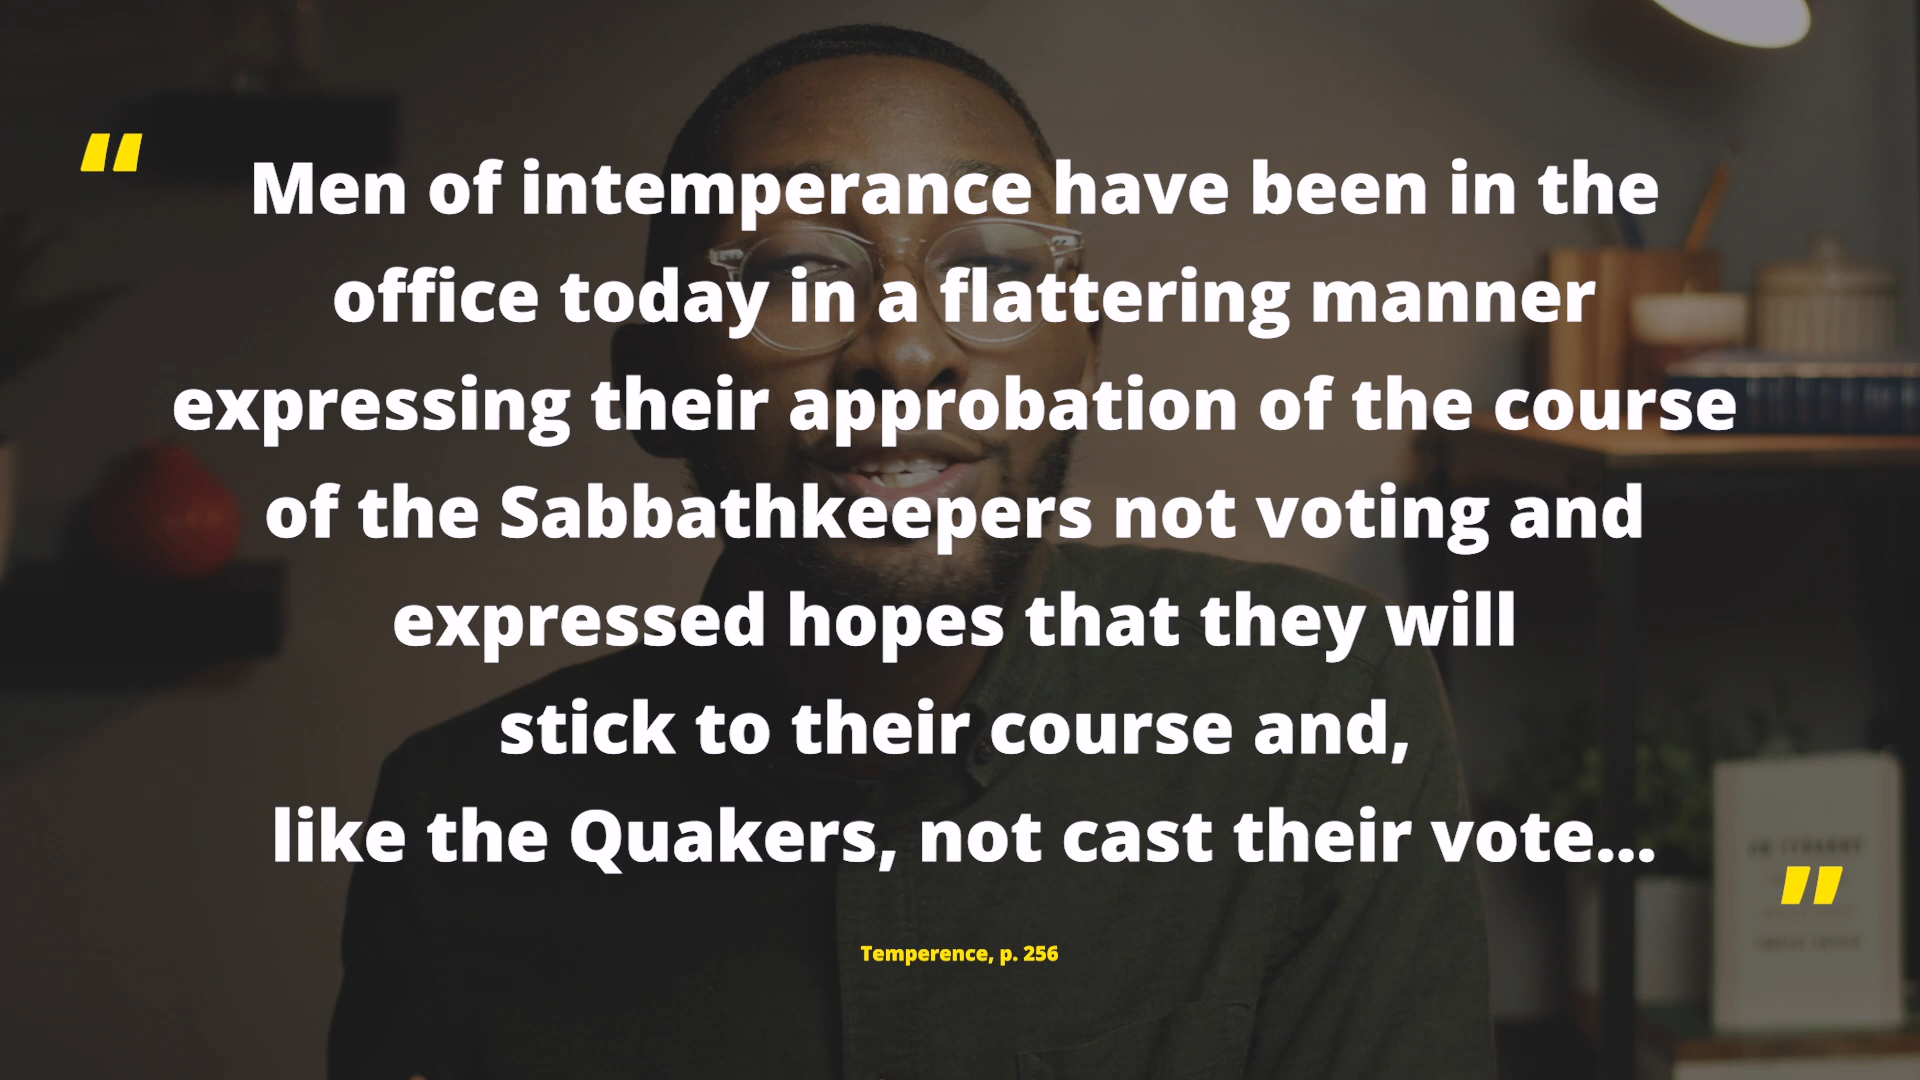 “
Men of intemperance have been in the
office today in a flattering manner
expressing their approbation of the course
of the Sabbathkeepers not voting and
expressed hopes that they will
stick to their course and,
like the Quakers, not cast their vote...
”
Temperence, p. 256
ON TYRANNY